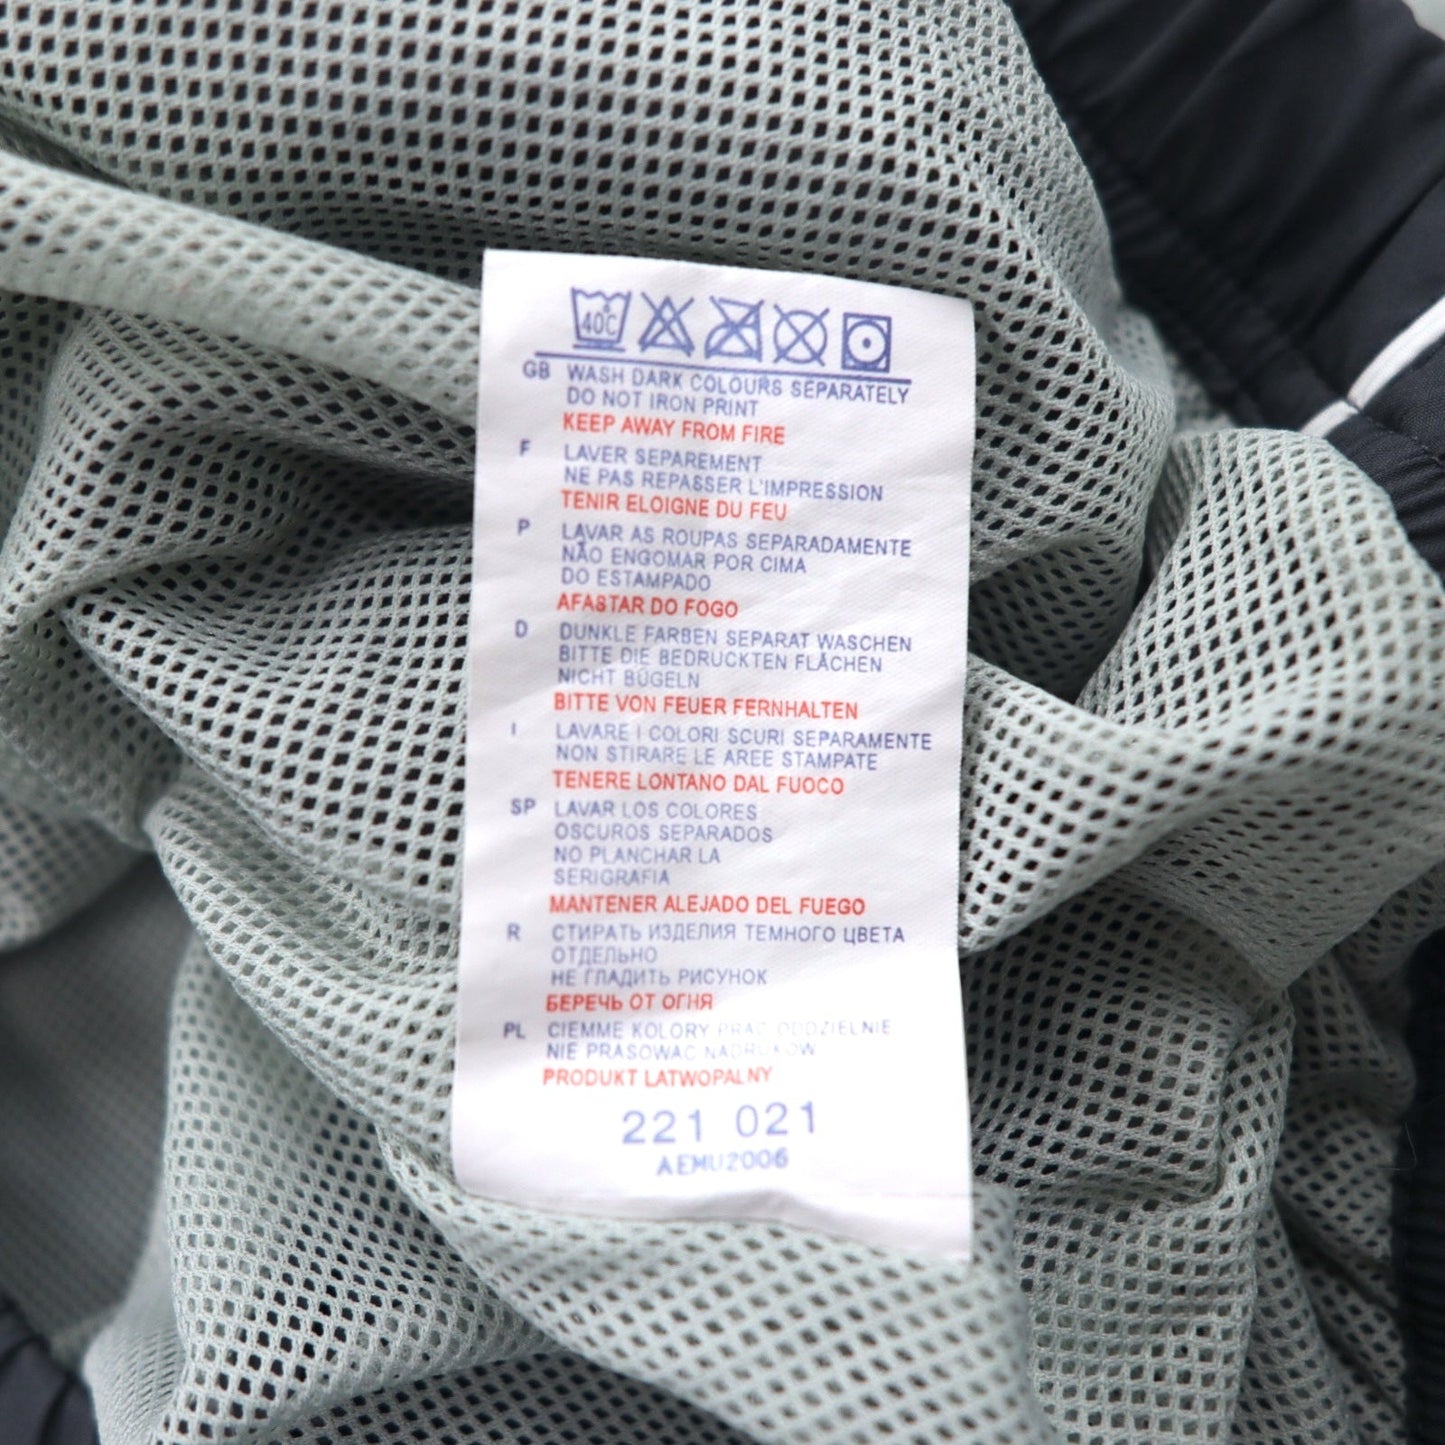 40C
GB WASH DARK COLOURS SEPARATELY
DO NOT IRON PRINT
KEEP AWAY FROM FIRE
F LAVER SEPAREMENT
NE PAS REPASSER L'IMPRESSION
TENIR ELOIGNE DU FEU
P LAVAR AS ROUPAS SEPARADAMENTE
NÃO ENGOMAR POR CIMA
DO ESTAMPADO
AFASTAR DO FOGO
D DUNKLE FARBEN SEPARAT WASCHEN
BITTE DIE BEDRUCKTEN FLÄCHEN
NICHT BÜGELN
BITTE VON FEUER FERNHALTEN
I LAVARE I COLORI SCURI SEPARAMENTE
NON STIRARE LE AREE STAMPATE
TENERE LONTANO DAL FUOCO
SP LAVAR LOS COLORES
OSCUROS SEPARADOS
NO PLANCHAR LA
SERIGRAFIA
MANTENER ALEJADO DEL FUEGO
R СТИРАТЬ ИЗДЕЛИЯ ТЕМНОГО ЦВЕТА
ОТДЕЛЬНО
НЕ ГЛАДИТЬ РИСУНОК
БЕРЕЧЬ ОТ ОГНЯ
PL CIEMME KOLORY PRAC ODDZIELNIE
NIE PRASOWAC NADRUKOW
PRODUKT LATWOPALNY
221 021
AEMU2006